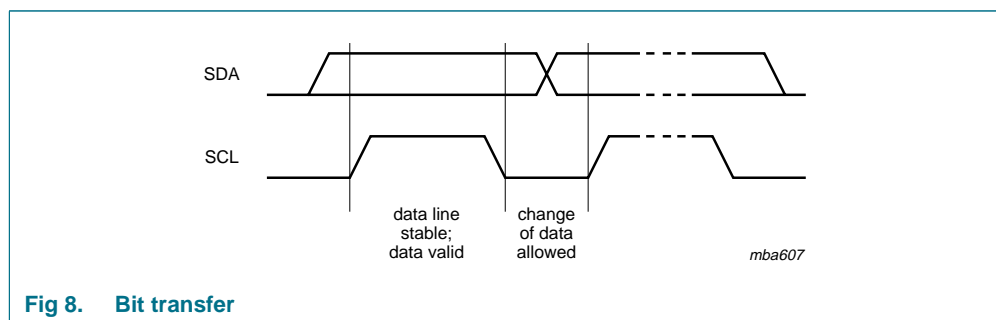 SDA
SCL
data line
stable;
data valid
change
of data
allowed
mba607
Fig 8. Bit transfer